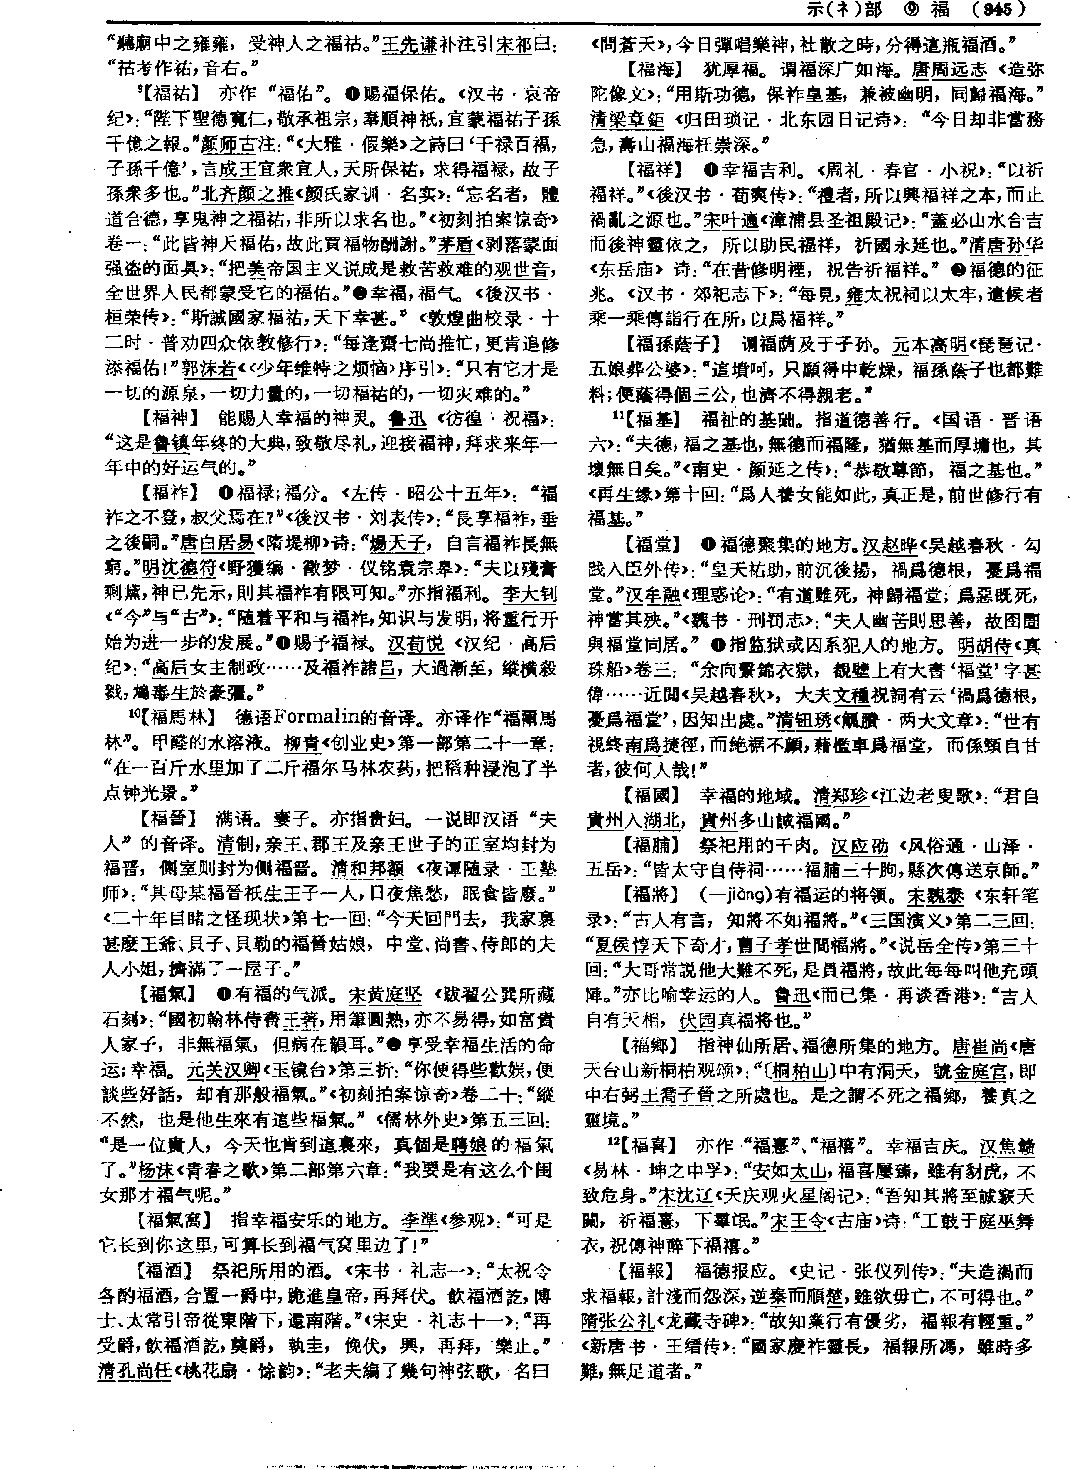 示(礻)部 ⑨ 福 (945)
“鷫廟中之雍雍，受神人之福祜。”王先谦补注引宋祁曰：
“祜考作祐，音右。”
⁹【福祐】 亦作“福佑”。❶赐福保佑。《汉书·哀帝
纪》：“陛下聖德寬仁，敬承祖宗，奉順神祇，宜蒙福祐子孫
千億之報。”颜师古注：“《大雅·假樂》之詩曰‘于禄百福，
子孫千億’，言成王宜衆宜人，天所保祐，求得福禄，故子
孫衆多也。”北齐颜之推《颜氏家训·名实》：“忘名者，體
道合德，享鬼神之福祐，非所以求名也。”《初刻拍案惊奇》
卷一：“此皆神天福佑，故此買福物酬謝。”茅盾《剥落蒙面
强盗的面具》：“把美帝国主义说成是救苦救难的观世音，
全世界人民都蒙受它的福佑。”❷幸福，福气。《後汉书·
桓荣传》：“斯誠國家福祐，天下幸甚。”《敦煌曲校录·十
二时·普劝四众依教修行》：“每逢齋七尚推忙，更肯追修
添福佑！”郭沫若《〈少年维特之烦恼〉序引》：“只有它才是
一切的源泉，一切力量的，一切福祐的，一切灾难的。”
【福神】 能赐人幸福的神灵。鲁迅《彷徨·祝福》：
“这是鲁镇年终的大典，致敬尽礼，迎接福神，拜求来年一
年中的好运气的。”
【福祚】 ❶福禄；福分。《左传·昭公十五年》：“福
祚之不登，叔父焉在？”《後汉书·刘表传》：“長享福祚，垂
之後嗣。”唐白居易《隋堤柳》诗：“煬天子，自言福祚長無
窮。”明沈德符《野獲编·徵梦·仪铭袁宗皋》：“夫以殘膏
剩馥，神已先示，則其福祚有限可知。”亦指福利。李大钊
《“今”与“古”》：“随着平和与福祚，知识与发明，将重行开
始为进一步的发展。”❷赐予福禄。汉荀悦《汉纪·高后
纪》：“高后女主制政……及福祚諸吕，大過漸至，縱横殺
戮，鴆毒生於豪彊。”
¹⁰【福馬林】 德语Formalin的音译。亦译作“福爾馬
林”。甲醛的水溶液。柳青《创业史》第一部第二十一章：
“在一百斤水里加了二斤福尔马林农药，把稻种浸泡了半
点钟光景。”
【福晉】 满语。妻子。亦指贵妇。一说即汉语“夫
人”的音译。清制，亲王、郡王及亲王世子的正室均封为
福晋，侧室则封为侧福晋。清和邦额《夜谭随录·王塾
师》：“其母某福晉衹生王子一人，日夜焦愁，眠食皆廢。”
《二十年目睹之怪现状》第七一回：“今天回門去，我家裏
甚麽王爺、貝子、貝勒的福晉姑娘，中堂、尚書、侍郎的夫
人小姐，擠滿了一屋子。”
【福氣】 ❶有福的气派。宋黄庭坚《跋翟公巽所藏
石刻》：“國初翰林侍書王著，用筆圓熟，亦不易得，如富貴
人家子，非無福氣，但病在韻耳。”❷享受幸福生活的命
运；幸福。元关汉卿《玉镜台》第三折：“你使得些歡娱，便
談些好話，却有那般福氣。”《初刻拍案惊奇》卷二十：“縱
不然，也是他生來有這些福氣。”《儒林外史》第五三回：
“是一位貴人，今天也肯到這裏來，真個是聘娘的福氣
了。”杨沫《青春之歌》第二部第六章：“我要是有这么个闺
女那才福气呢。”
【福氣窩】 指幸福安乐的地方。李準《参观》：“可是
它长到你这里，可算长到福气窝里边了！”
【福酒】 祭祀所用的酒。《宋书·礼志一》：“太祝令
各酌福酒，合置一爵中，跪進皇帝，再拜伏。飲福酒訖，博
士、太常引帝從東階下，還南階。”《宋史·礼志十一》：“再
受爵，飲福酒訖，奠爵，執圭，俛伏，興，再拜，樂止。”
清孔尚任《桃花扇·馀韵》：“老夫編了幾句神弦歌，名曰
《問蒼天》，今日彈唱樂神，社散之時，分得這瓶福酒。”
【福海】 犹厚福。谓福深广如海。唐周远志《造弥
陀像文》：“用斯功德，保祚皇基，兼被幽明，同歸福海。”
清梁章鉅《归田琐记·北东园日记诗》：“今日却非當務
急，壽山福海枉崇深。”
【福祥】 ❶幸福吉利。《周礼·春官·小祝》：“以祈
福祥。”《後汉书·荀爽传》：“禮者，所以興福祥之本，而止
禍亂之源也。”宋叶適《漳浦县圣祖殿记》：“蓋必山水合吉
而後神靈依之，所以助民福祥，祈國永延也。”清唐孙华
《东岳庙》诗：“在昔修明禋，祝告祈福祥。”❷福德的征
兆。《汉书·郊祀志下》：“每見，雍太祝祠以太牢，遣候者
乘一乘傳詣行在所，以爲福祥。”
【福孫蔭子】 谓福荫及于子孙。元本高明《琵琶记·
五娘葬公婆》：“這墳呵，只願得中乾燥，福孫蔭子也都難
料；便蔭得個三公，也濟不得親老。”
¹¹【福基】 福祉的基础。指道德善行。《国语·晋语
六》：“夫德，福之基也，無德而福隆，猶無基而厚墉也，其
壞無日矣。”《南史·颜延之传》：“恭敬撙節，福之基也。”
《再生缘》第十回：“爲人養女能如此，真正是，前世修行有
福基。”
【福堂】 ❶福德聚集的地方。汉赵晔《吴越春秋·勾
践入臣外传》：“皇天祐助，前沉後揚，禍爲德根，憂爲福
堂。”汉牟融《理惑论》：“有道雖死，神歸福堂；爲惡既死，
神當其殃。”《魏书·刑罚志》：“夫人幽苦則思善，故囹圄
與福堂同居。”❷指监狱或囚系犯人的地方。明胡侍《真
珠船》卷三：“余向繫錦衣獄，覩壁上有大書‘福堂’字甚
偉……近閲《吴越春秋》，大夫文種祝詞有云‘禍爲德根，
憂爲福堂’，因知出處。”清钮琇《觚賸·两大文章》：“世有
視終南爲捷徑，而絶裾不顧，藉檻車爲福堂，而係頸自甘
者，彼何人哉！”
【福國】 幸福的地域。清郑珍《江边老叟歌》：“君自
貴州入湖北，貴州多山誠福國。”
【福脯】 祭祀用的干肉。汉应劭《风俗通·山泽·
五岳》：“皆太守自侍祠……福脯三十朐，縣次傳送京師。”
【福將】 (－jiàng)有福运的将领。宋魏泰《东轩笔
录》：“古人有言，知將不如福將。”《三国演义》第二三回：
“夏侯惇天下奇才，曹子孝世間福將。”《说岳全传》第三十
回：“大哥常説他大難不死，是員福將，故此每每叫他充頭
陣。”亦比喻幸运的人。鲁迅《而已集·再谈香港》：“吉人
自有天相，伏园真福将也。”
【福鄉】 指神仙所居、福德所集的地方。唐崔尚《唐
天台山新桐柏观颂》：“〔桐柏山〕中有洞天，號金庭宫，即
中右弼王喬子晉之所處也。是之謂不死之福鄉，養真之
靈境。”
¹²【福喜】 亦作“福憙”、“福禧”。幸福吉庆。汉焦赣
《易林·坤之中孚》：“安如太山，福喜屢臻，雖有豺虎，不
致危身。”宋沈辽《天庆观火星阁记》：“吾知其將至誠窾天
閽，祈福憙，下羣氓。”宋王令《古庙》诗：“工鼓于庭巫舞
衣，祝傳神醉下福禧。”
【福報】 福德报应。《史记·张仪列传》：“夫造禍而
求福報，計淺而怨深，逆秦而順楚，雖欲毋亡，不可得也。”
隋张公礼《龙藏寺碑》：“故知業行有優劣，福報有輕重。”
《新唐书·王缙传》：“國家慶祚靈長，福報所馮，雖時多
難，無足道者。”